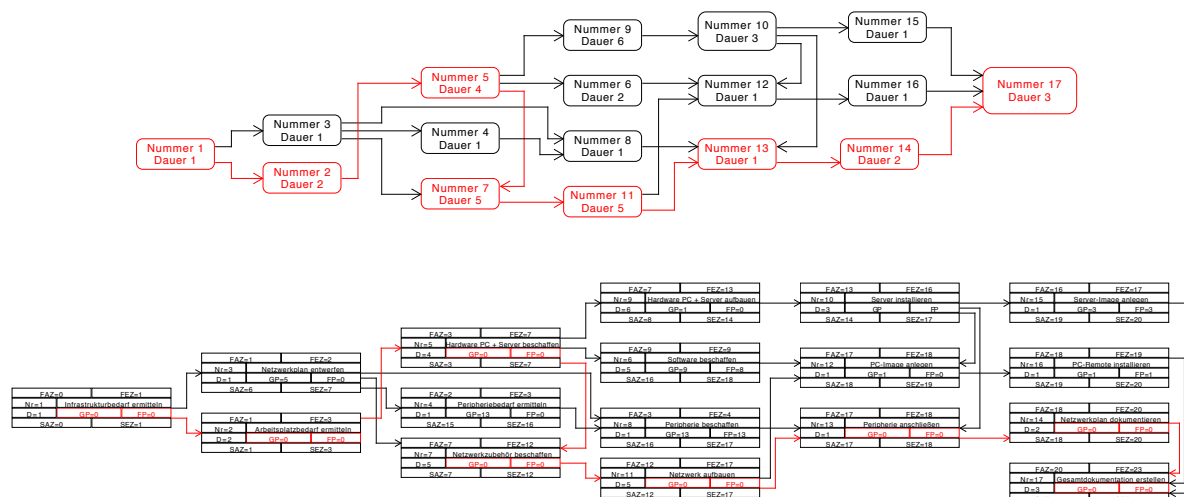 Nummer 1
Dauer 1
Nummer 2
Dauer 2
Nummer 3
Dauer 1
Nummer 5
Dauer 4
Nummer 4
Dauer 1
Nummer 7
Dauer 5
Nummer 9
Dauer 6
Nummer 6
Dauer 2
Nummer 8
Dauer 1
Nummer 11
Dauer 5
Nummer 10
Dauer 3
Nummer 12
Dauer 1
Nummer 13
Dauer 1
Nummer 15
Dauer 1
Nummer 16
Dauer 1
Nummer 14
Dauer 2
Nummer 17
Dauer 3
FAZ=0 FEZ=1
Nr=1 Infrastrukturbedarf ermitteln
D=1 GP=0 FP=0
SAZ=0 SEZ=1
FAZ=1 FEZ=2
Nr=3 Netzwerkplan entwerfen
D=1 GP=5 FP=0
SAZ=6 SEZ=7
FAZ=1 FEZ=3
Nr=2 Arbeitsplatzbedarf ermitteln
D=2 GP=0 FP=0
SAZ=1 SEZ=3
FAZ=3 FEZ=7
Nr=5 Hardware PC + Server beschaffen
D=4 GP=0 FP=0
SAZ=3 SEZ=7
FAZ=2 FEZ=3
Nr=4 Peripheriebedarf ermitteln
D=1 GP=13 FP=0
SAZ=15 SEZ=16
FAZ=7 FEZ=12
Nr=7 Netzwerkzubehör beschaffen
D=5 GP=0 FP=0
SAZ=7 SEZ=12
FAZ=7 FEZ=13
Nr=9 Hardware PC + Server aufbauen
D=6 GP=1 FP=0
SAZ=8 SEZ=14
FAZ=9 FEZ=9
Nr=6 Software beschaffen
D=5 GP=9 FP=8
SAZ=16 SEZ=18
FAZ=3 FEZ=4
Nr=8 Peripherie beschaffen
D=1 GP=13 FP=13
SAZ=16 SEZ=17
FAZ=12 FEZ=17
Nr=11 Netzwerk aufbauen
D=5 GP=0 FP=0
SAZ=12 SEZ=17
FAZ=13 FEZ=16
Nr=10 Server installieren
D=3 GP FP
SAZ=14 SEZ=17
FAZ=17 FEZ=18
Nr=12 PC-Image anlegen
D=1 GP=1 FP=0
SAZ=18 SEZ=19
FAZ=17 FEZ=18
Nr=13 Peripherie anschließen
D=1 GP=0 FP=0
SAZ=17 SEZ=18
FAZ=16 FEZ=17
Nr=15 Server-Image anlegen
D=1 GP=3 FP=3
SAZ=19 SEZ=20
FAZ=18 FEZ=19
Nr=16 PC-Remote installieren
D=1 GP=1 FP=1
SAZ=19 SEZ=20
FAZ=18 FEZ=20
Nr=14 Netzwerkplan dokumentieren
D=2 GP=0 FP=0
SAZ=18 SEZ=20
FAZ=20 FEZ=23
Nr=17 Gesamtdokumentation erstellen
D=3 GP=0 FP=0